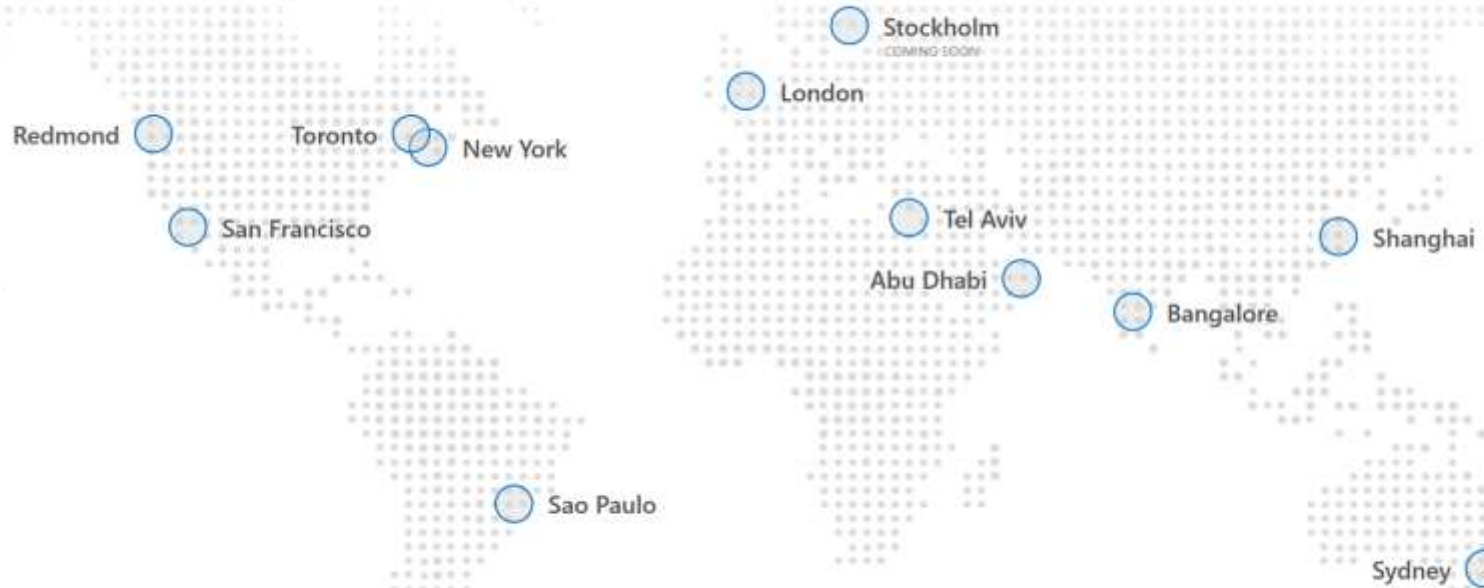 Stockholm
COMING SOON
London
Redmond
Toronto
New York
San Francisco
Tel Aviv
Shanghai
Abu Dhabi
Bangalore
Sao Paulo
Sydney